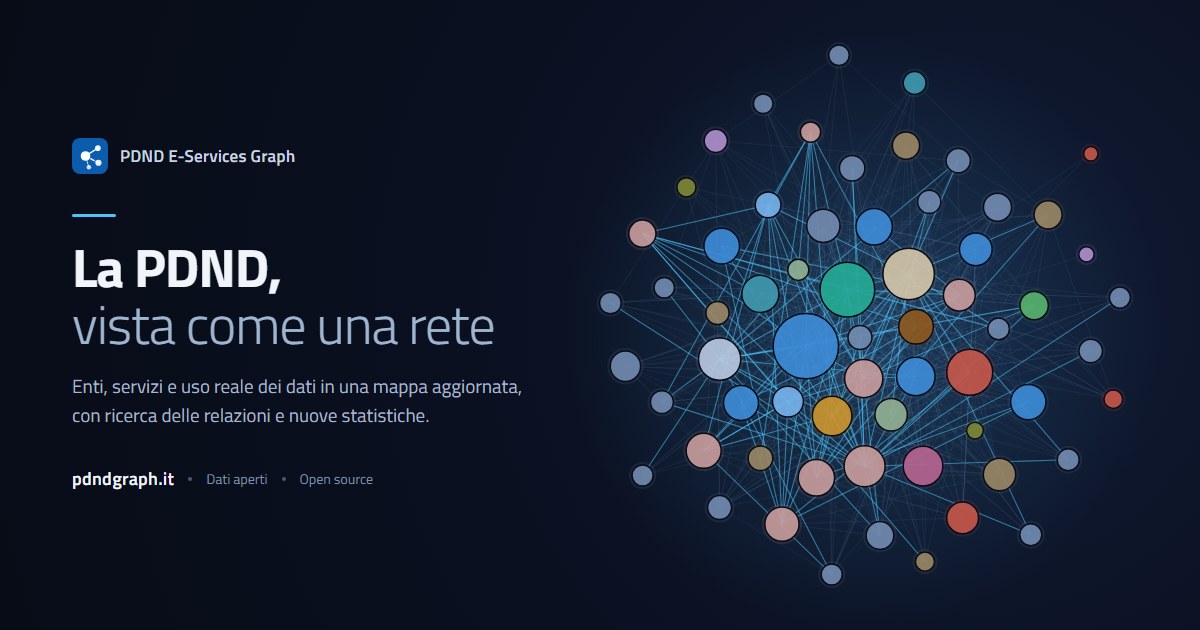 PDND E-Services Graph
La PDND,
vista come una rete
Enti, servizi e uso reale dei dati in una mappa aggiornata,
con ricerca delle relazioni e nuove statistiche.
pdndgraph.it • Dati aperti • Open source